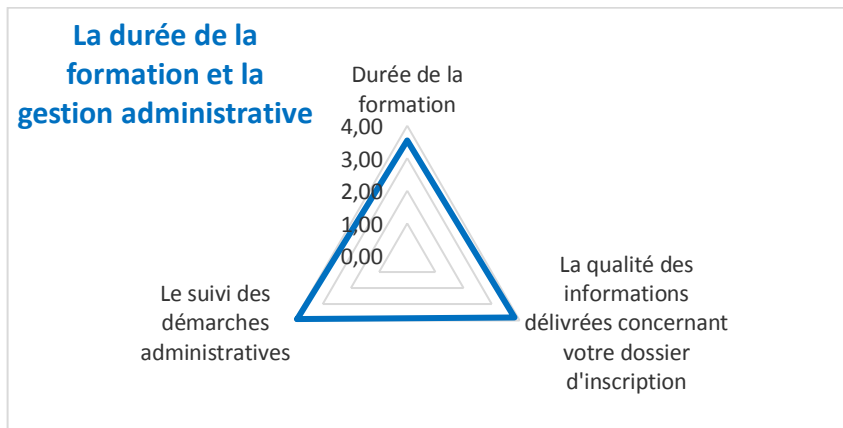 La durée de la
formation et la
gestion administrative
Durée de la
formation
4,00
3,00
2,00
1,00
0,00
La qualité des
informations
délivrées concernant
votre dossier
d'inscription
Le suivi des
démarches
administratives